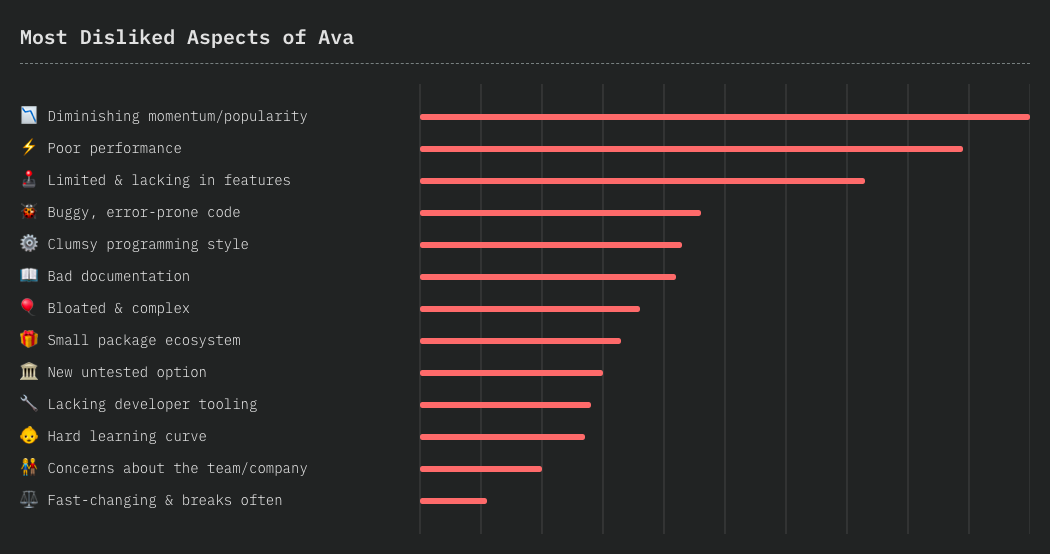 Most Disliked Aspects of Ava
Diminishing momentum/popularity
Poor performance
Limited & lacking in features
Buggy, error-prone code
Clumsy programming style
Bad documentation
Bloated & complex
Small package ecosystem
New untested option
Lacking developer tooling
Hard learning curve
Concerns about the team/company
Fast-changing & breaks often